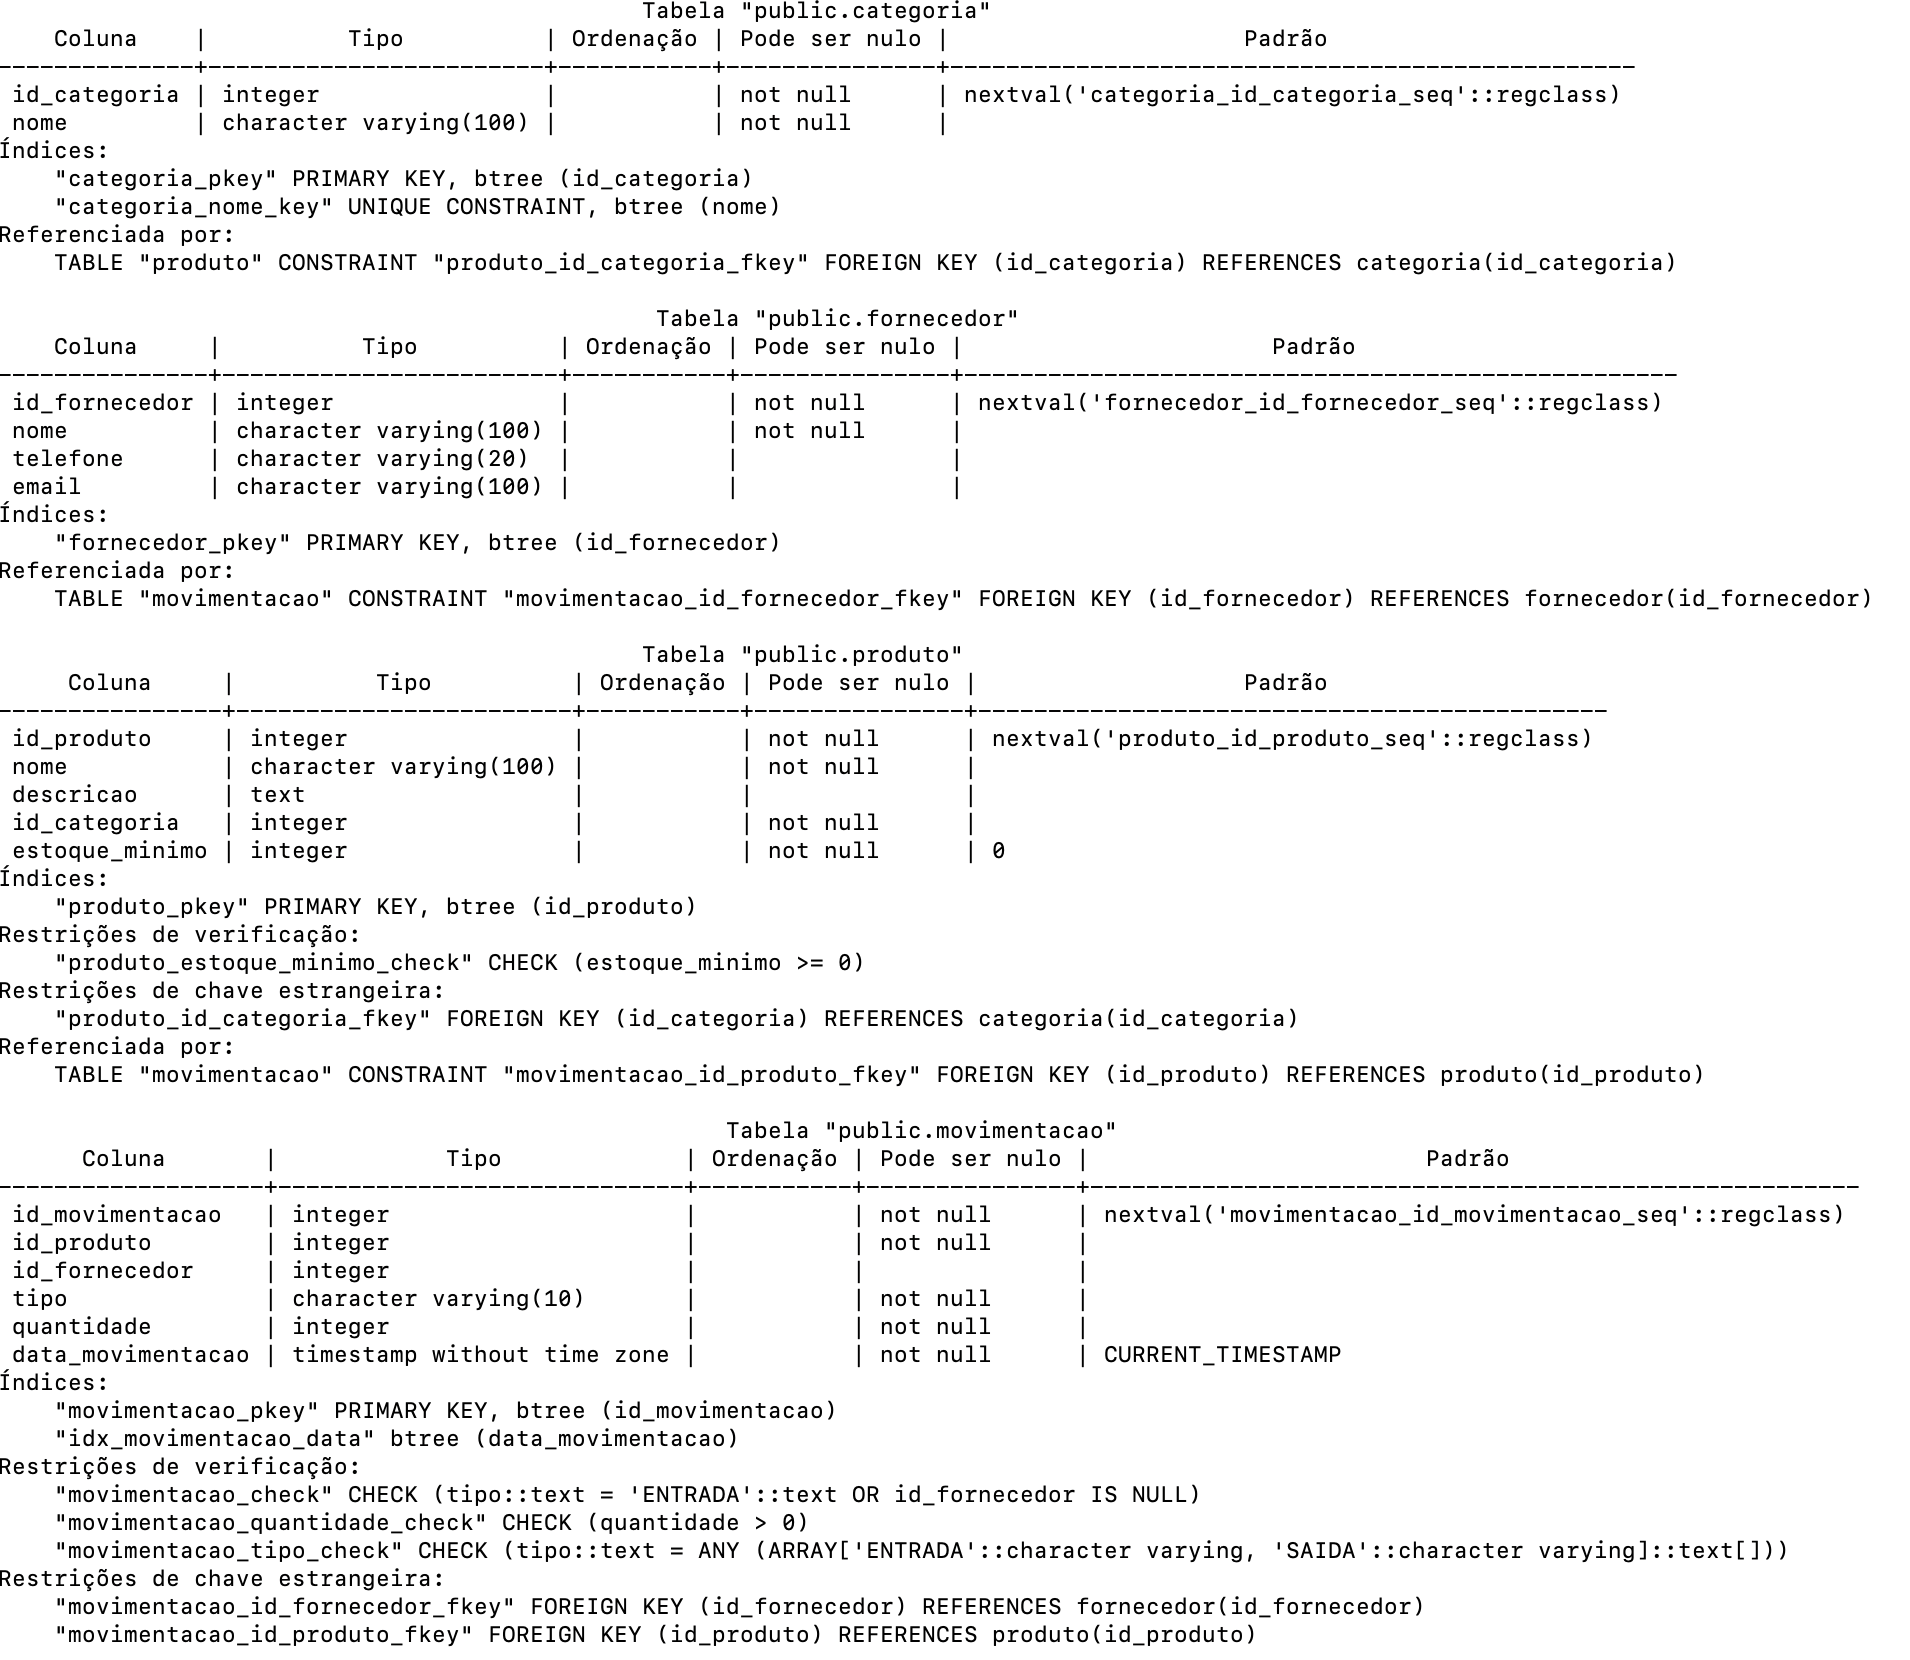 Tabela "public.categoria"
Coluna | Tipo | Ordenação | Pode ser nulo | Padrão
--------------+-------------------------+------------+----------------+-------------------------------------------------
id_categoria | integer | | not null | nextval('categoria_id_categoria_seq'::regclass)
nome | character varying(100) | | not null |
Índices:
"categoria_pkey" PRIMARY KEY, btree (id_categoria)
"categoria_nome_key" UNIQUE CONSTRAINT, btree (nome)
Referenciada por:
TABLE "produto" CONSTRAINT "produto_id_categoria_fkey" FOREIGN KEY (id_categoria) REFERENCES categoria(id_categoria)
Tabela "public.fornecedor"
Coluna | Tipo | Ordenação | Pode ser nulo | Padrão
---------------+------------------------+-----------+---------------+---------------------------------------------------
id_fornecedor | integer | | not null | nextval('fornecedor_id_fornecedor_seq'::regclass)
nome | character varying(100) | | not null |
telefone | character varying(20) | | |
email | character varying(100) | | |
Índices:
"fornecedor_pkey" PRIMARY KEY, btree (id_fornecedor)
Referenciada por:
TABLE "movimentacao" CONSTRAINT "movimentacao_id_fornecedor_fkey" FOREIGN KEY (id_fornecedor) REFERENCES fornecedor(id_fornecedor)
Tabela "public.produto"
Coluna | Tipo | Ordenação | Pode ser nulo | Padrão
----------------+------------------------+-----------+---------------+---------------------------------------------
id_produto | integer | | not null | nextval('produto_id_produto_seq'::regclass)
nome | character varying(100) | | not null |
descricao | text | | |
id_categoria | integer | | not null |
estoque_minimo | integer | | not null | 0
Índices:
"produto_pkey" PRIMARY KEY, btree (id_produto)
Restrições de verificação:
"produto_estoque_minimo_check" CHECK (estoque_minimo >= 0)
Restrições de chave estrangeira:
"produto_id_categoria_fkey" FOREIGN KEY (id_categoria) REFERENCES categoria(id_categoria)
Referenciada por:
TABLE "movimentacao" CONSTRAINT "movimentacao_id_produto_fkey" FOREIGN KEY (id_produto) REFERENCES produto(id_produto)
Tabela "public.movimentacao"
Coluna | Tipo | Ordenação | Pode ser nulo | Padrão
-------------------+-----------------------------+-----------+---------------+-------------------------------------------------------
id_movimentacao | integer | | not null | nextval('movimentacao_id_movimentacao_seq'::regclass)
id_produto | integer | | not null |
id_fornecedor | integer | | |
tipo | character varying(10) | | not null |
quantidade | integer | | not null |
data_movimentacao | timestamp without time zone | | not null | CURRENT_TIMESTAMP
Índices:
"movimentacao_pkey" PRIMARY KEY, btree (id_movimentacao)
"idx_movimentacao_data" btree (data_movimentacao)
Restrições de verificação:
"movimentacao_check" CHECK (tipo::text = 'ENTRADA'::text OR id_fornecedor IS NULL)
"movimentacao_quantidade_check" CHECK (quantidade > 0)
"movimentacao_tipo_check" CHECK (tipo::text = ANY (ARRAY['ENTRADA'::character varying, 'SAIDA'::character varying]::text[]))
Restrições de chave estrangeira:
"movimentacao_id_fornecedor_fkey" FOREIGN KEY (id_fornecedor) REFERENCES fornecedor(id_fornecedor)
"movimentacao_id_produto_fkey" FOREIGN KEY (id_produto) REFERENCES produto(id_produto)